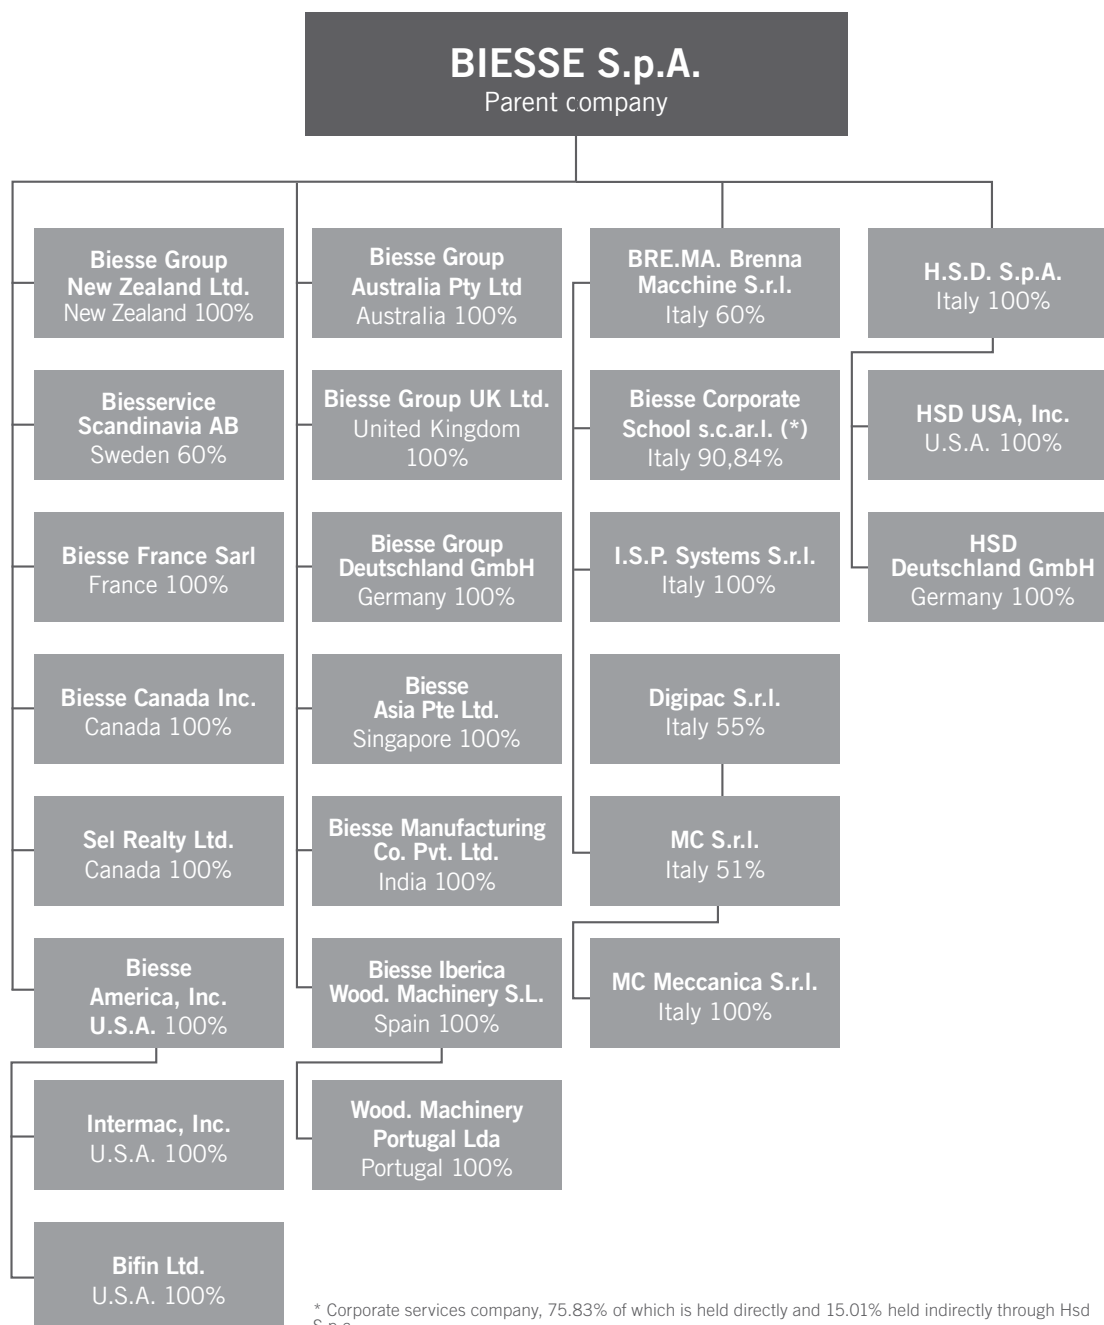 BIESSE S.p.A.
Parent company
Biesse Group
New Zealand Ltd.
New Zealand 100%
Biesservice
Scandinavia AB
Sweden 60%
Biesse France Sarl
France 100%
Biesse Canada Inc.
Canada 100%
Sel Realty Ltd.
Canada 100%
Biesse
America, Inc.
U.S.A. 100%
Intermac, Inc.
U.S.A. 100%
Bifin Ltd.
U.S.A. 100%
Biesse Group
Australia Pty Ltd
Australia 100%
Biesse Group UK Ltd.
United Kingdom
100%
Biesse Group
Deutschland GmbH
Germany 100%
Biesse
Asia Pte Ltd.
Singapore 100%
Biesse Manufacturing
Co. Pvt. Ltd.
India 100%
Biesse Iberica
Wood. Machinery S.L.
Spain 100%
Wood. Machinery
Portugal Lda
Portugal 100%
BRE.MA. Brenna
Macchine S.r.l.
Italy 60%
Biesse Corporate
School s.c.ar.l. (*)
Italy 90,84%
I.S.P. Systems S.r.l.
Italy 100%
Digipac S.r.l.
Italy 55%
MC S.r.l.
Italy 51%
MC Meccanica S.r.l.
Italy 100%
H.S.D. S.p.A.
Italy 100%
HSD USA, Inc.
U.S.A. 100%
HSD
Deutschland GmbH
Germany 100%
* Corporate services company, 75.83% of which is held directly and 15.01% held indirectly through Hsd